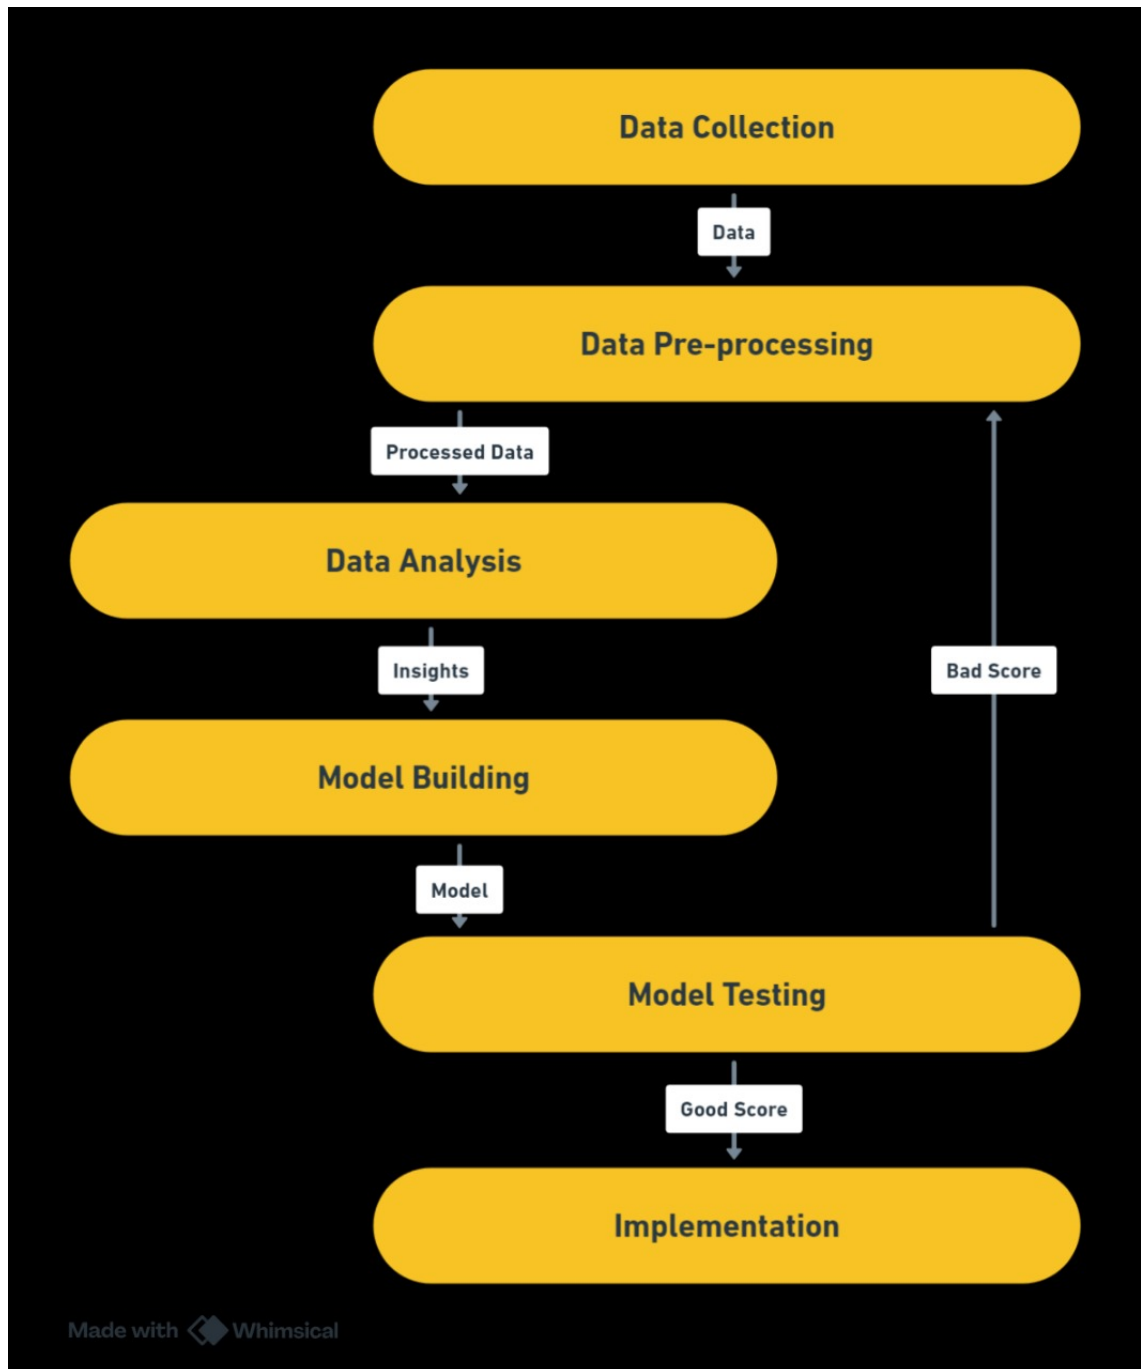 Data Collection
Data
Data Pre-processing
Processed Data
Data Analysis
Insights
Bad Score
Model Building
Model
Model Testing
Good Score
Implementation
Made with Whimsical